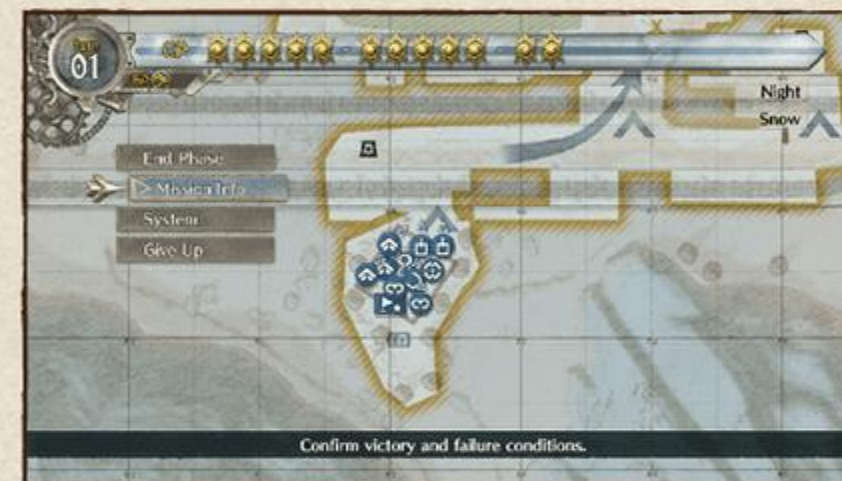 TURN
01
Night
Snow
End Phase
Mission Info
System
Give Up
Confirm victory and failure conditions.